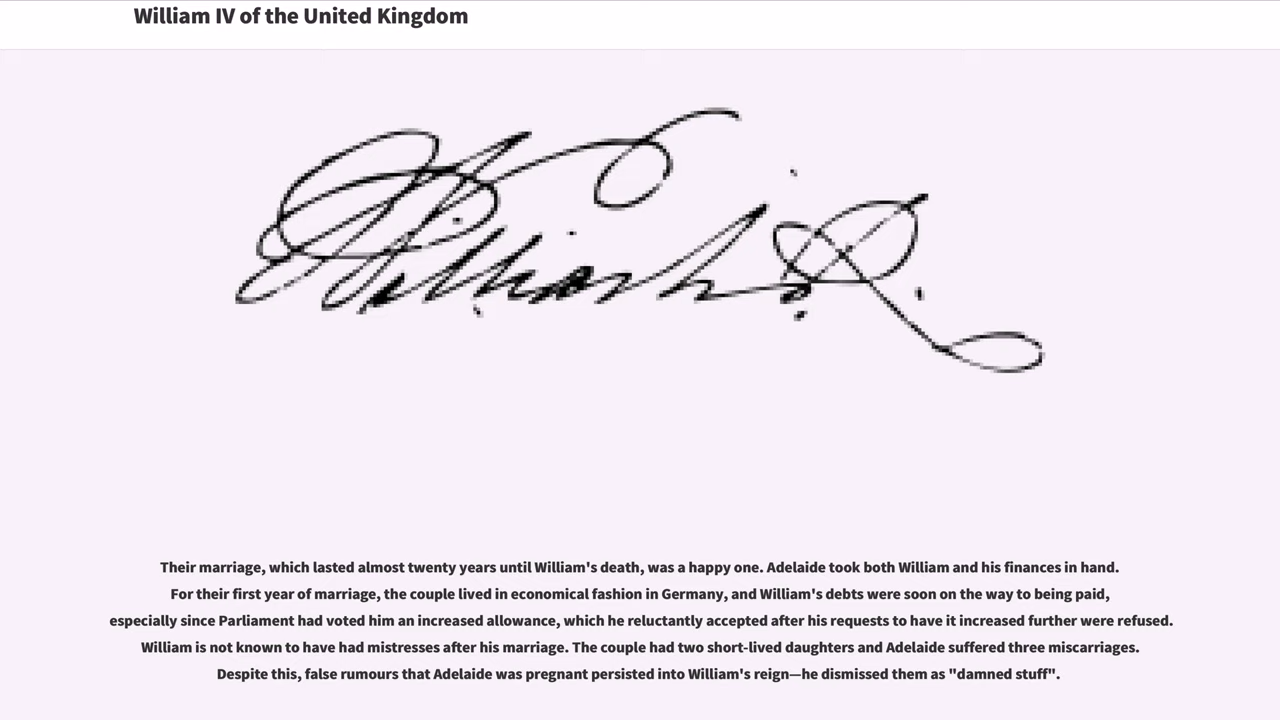 William IV of the United Kingdom
William R.
Their marriage, which lasted almost twenty years until William's death, was a happy one. Adelaide took both William and his finances in hand.
For their first year of marriage, the couple lived in economical fashion in Germany, and William's debts were soon on the way to being paid,
especially since Parliament had voted him an increased allowance, which he reluctantly accepted after his requests to have it increased further were refused.
William is not known to have had mistresses after his marriage. The couple had two short-lived daughters and Adelaide suffered three miscarriages.
Despite this, false rumours that Adelaide was pregnant persisted into William's reign—he dismissed them as "damned stuff".